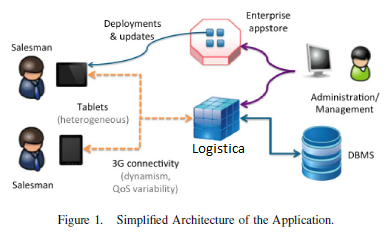 Deployments
& updates
Enterprise
appstore
Salesman
Administration/
Management
Tablets
(heterogeneous)
Logistica
DBMS
3G connectivity
(dynamism,
QoS variability)
Salesman
Figure 1. Simplified Architecture of the Application.